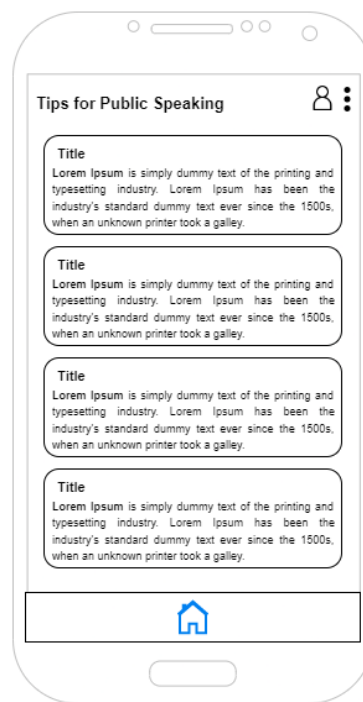 Tips for Public Speaking
Title
Lorem Ipsum is simply dummy text of the printing and
typesetting industry. Lorem Ipsum has been the
industry's standard dummy text ever since the 1500s,
when an unknown printer took a galley.
Title
Lorem Ipsum is simply dummy text of the printing and
typesetting industry. Lorem Ipsum has been the
industry's standard dummy text ever since the 1500s,
when an unknown printer took a galley.
Title
Lorem Ipsum is simply dummy text of the printing and
typesetting industry. Lorem Ipsum has been the
industry's standard dummy text ever since the 1500s,
when an unknown printer took a galley.
Title
Lorem Ipsum is simply dummy text of the printing and
typesetting industry. Lorem Ipsum has been the
industry's standard dummy text ever since the 1500s,
when an unknown printer took a galley.